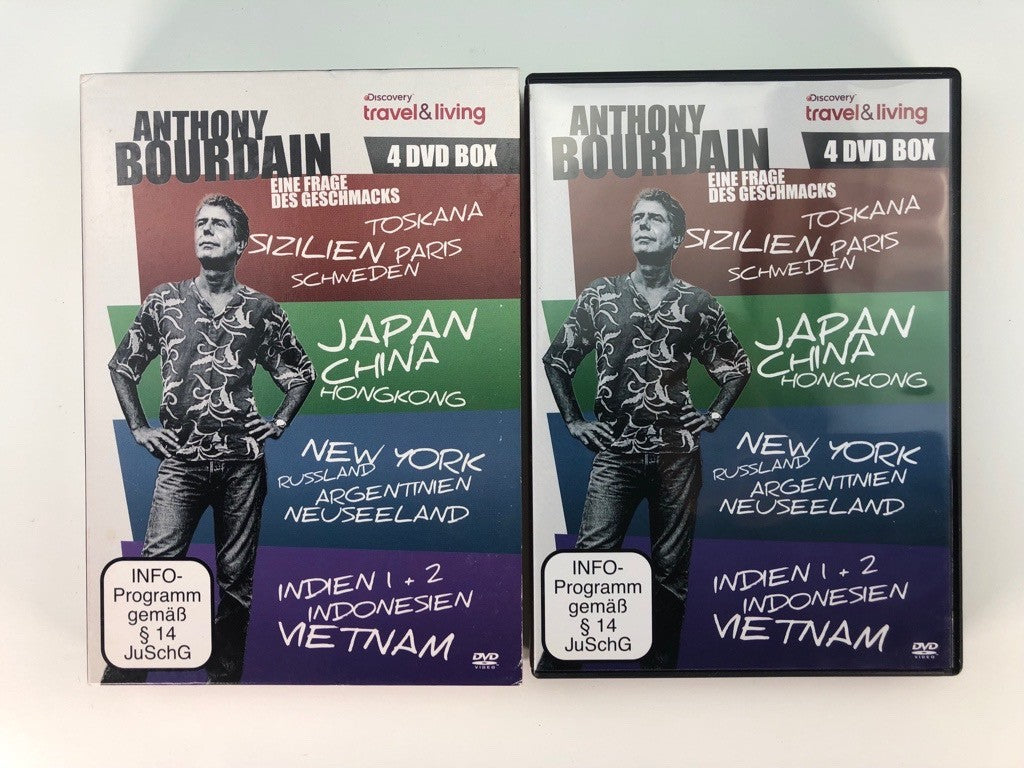 ANTHONY
BOURDAIN
EINE FRAGE
DES GESCHMACKS
Discovery
travel&living
4 DVD BOX
TOSKANA
SIZILIEN PARIS
SCHWEDEN
JAPAN
CHINA
HONGKONG
NEW YORK
RUSSLAND
ARGENTINIEN
NEUSEELAND
INDIEN 1 + 2
INDONESIEN
VIETNAM
INFO-
Programm
gemäß
§ 14
JuSchG
DVD
VIDEO
ANTHONY
BOURDAIN
EINE FRAGE
DES GESCHMACKS
Discovery
travel&living
4 DVD BOX
TOSKANA
SIZILIEN PARIS
SCHWEDEN
JAPAN
CHINA
HONGKONG
NEW YORK
RUSSLAND
ARGENTINIEN
NEUSEELAND
INDIEN 1 + 2
INDONESIEN
VIETNAM
INFO-
Programm
gemäß
§ 14
JuSchG
DVD
VIDEO